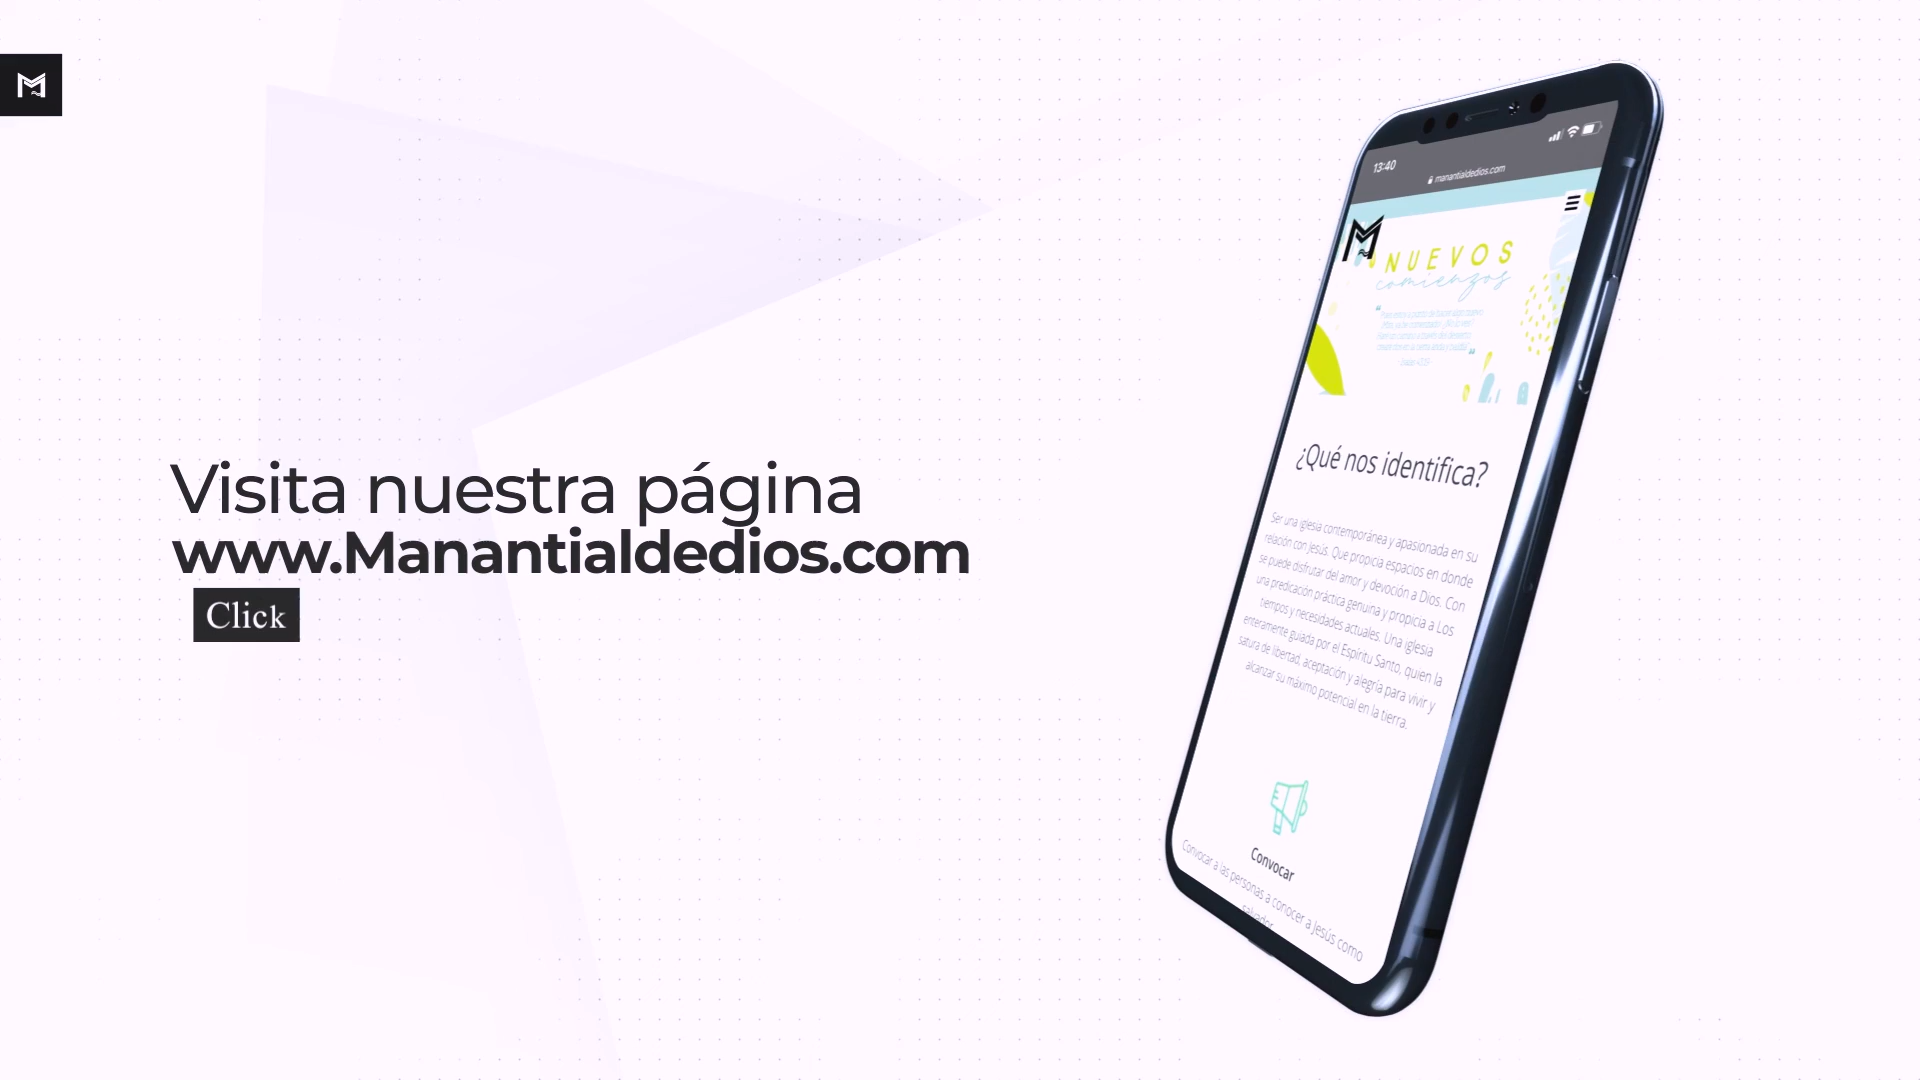 Visita nuestra página
www.Manantialdedios.com
Click
13:40
manantialdedios.com
NUEVOS
comienzos
¿Qué nos identifica?
Ser una iglesia contemporánea y apasionada en su
relación con Jesús. Que propicia espacios en donde
se puede disfrutar del amor y devoción a Dios. Con
una predicación práctica genuina y propicia a Los
tiempos y necesidades actuales. Una iglesia
enteramente guiada por el Espíritu Santo, quien la
satura de libertad, aceptación y alegría para vivir y
alcanzar su máximo potencial en la tierra.
Convocar
Convocar a las personas a conocer a Jesús como
salvador